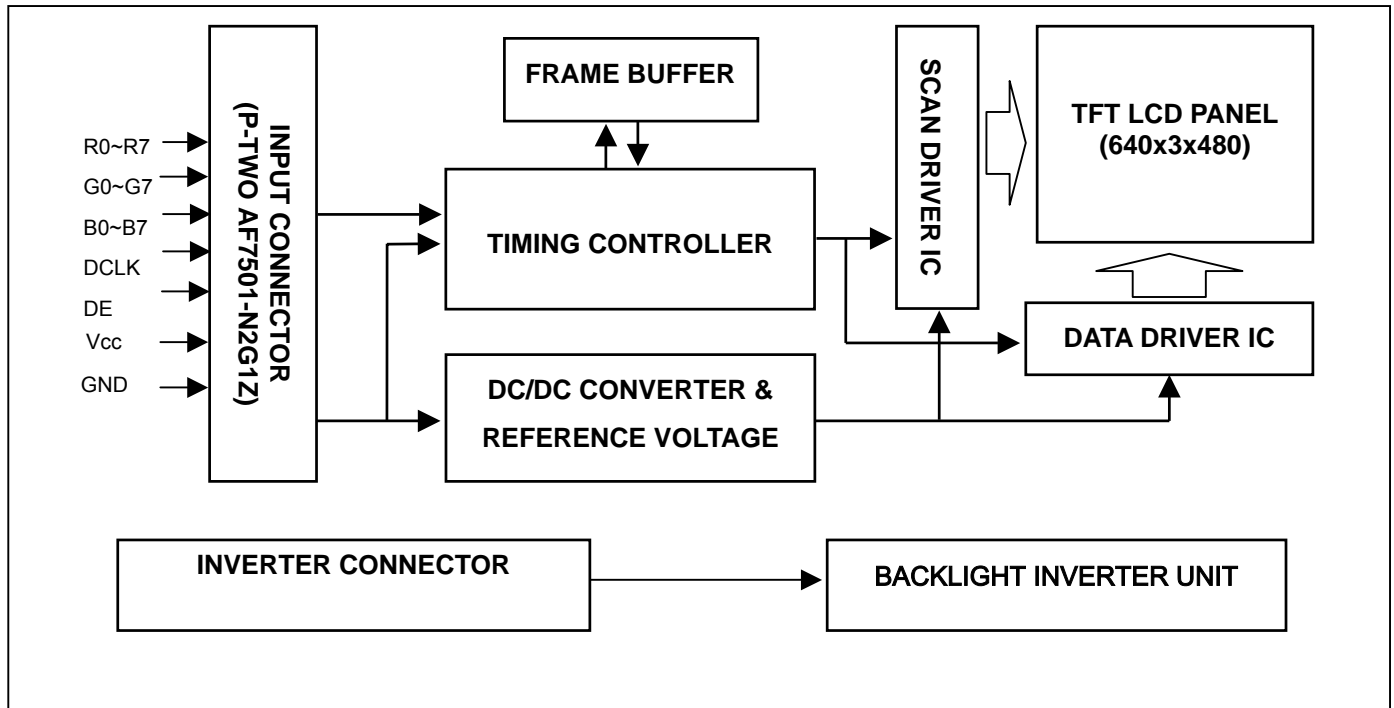 R0~R7
G0~G7
B0~B7
DCLK
DE
Vcc
GND
INPUT CONNECTOR
(P-TWO AF7501-N2G1Z)
FRAME BUFFER
TIMING CONTROLLER
DC/DC CONVERTER &
REFERENCE VOLTAGE
SCAN DRIVER IC
TFT LCD PANEL
(640x3x480)
DATA DRIVER IC
INVERTER CONNECTOR
BACKLIGHT INVERTER UNIT